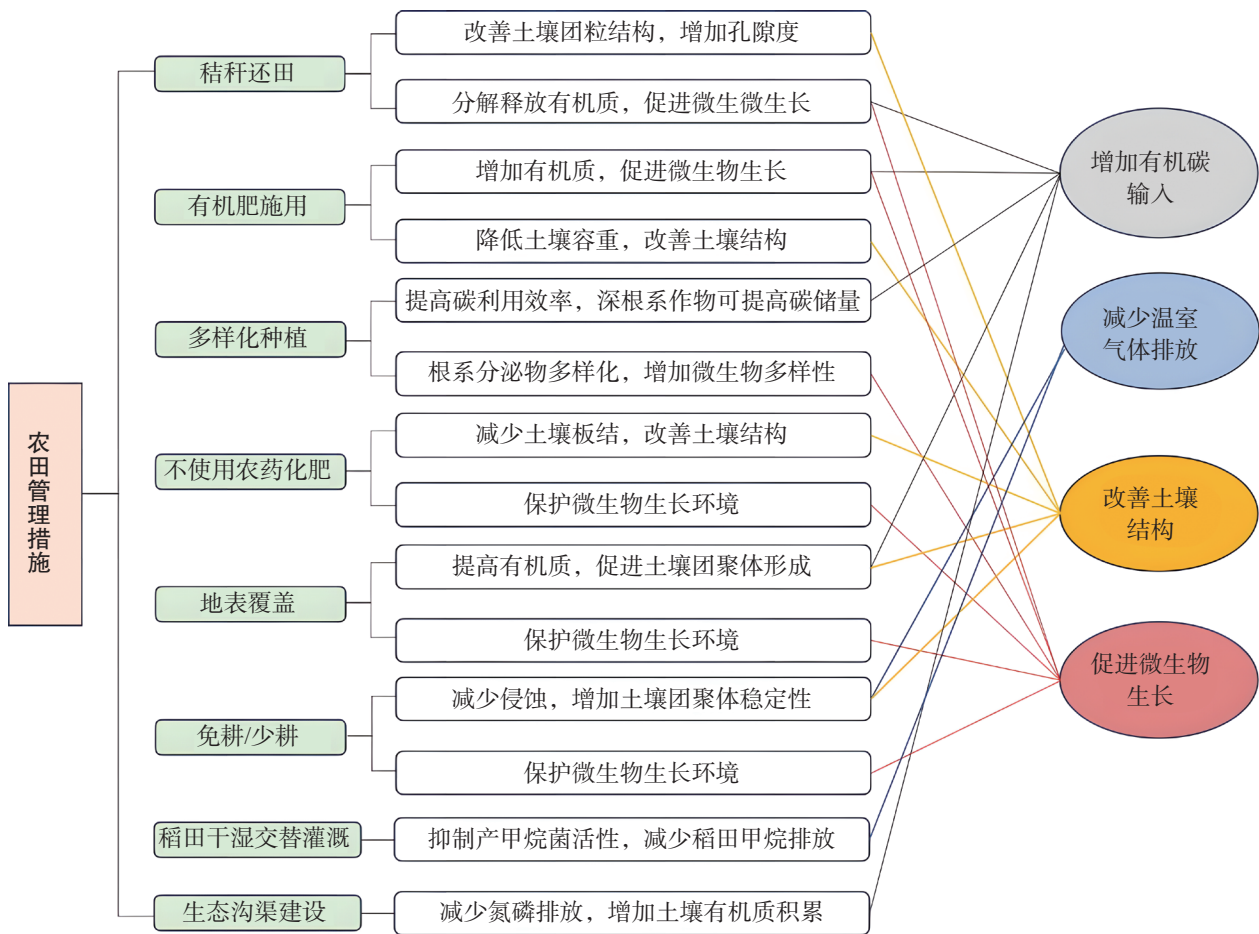 农田管理措施
秸秆还田
改善土壤团粒结构，增加孔隙度
分解释放有机质，促进微生微生长
有机肥施用
增加有机质，促进微生物生长
降低土壤容重，改善土壤结构
多样化种植
提高碳利用效率，深根系作物可提高碳储量
根系分泌物多样化，增加微生物多样性
不使用农药化肥
减少土壤板结，改善土壤结构
保护微生物生长环境
地表覆盖
提高有机质，促进土壤团聚体形成
保护微生物生长环境
免耕/少耕
减少侵蚀，增加土壤团聚体稳定性
保护微生物生长环境
稻田干湿交替灌溉
抑制产甲烷菌活性，减少稻田甲烷排放
生态沟渠建设
减少氮磷排放，增加土壤有机质积累
增加有机碳
输入
减少温室
气体排放
改善土壤
结构
促进微生物
生长